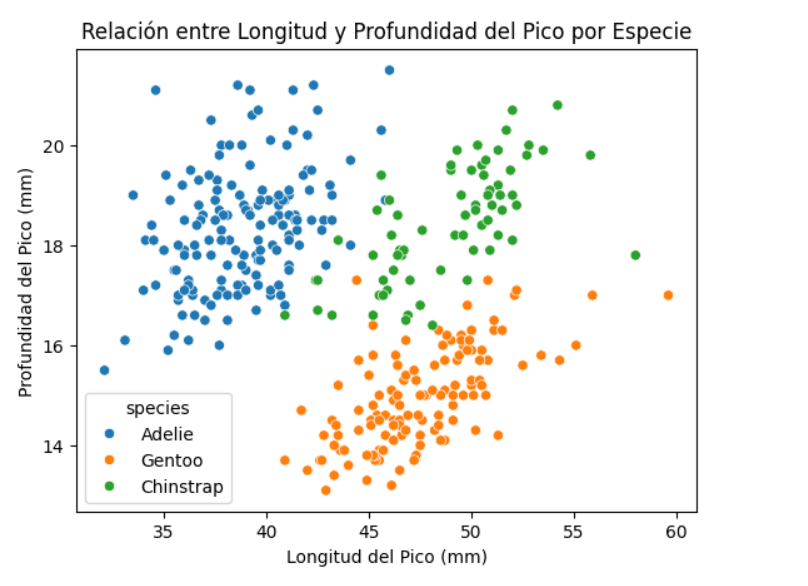 Relación entre Longitud y Profundidad del Pico por Especie
Profundidad del Pico (mm)
20
18
16
14
species
Adelie
Gentoo
Chinstrap
35 40 45 50 55 60
Longitud del Pico (mm)